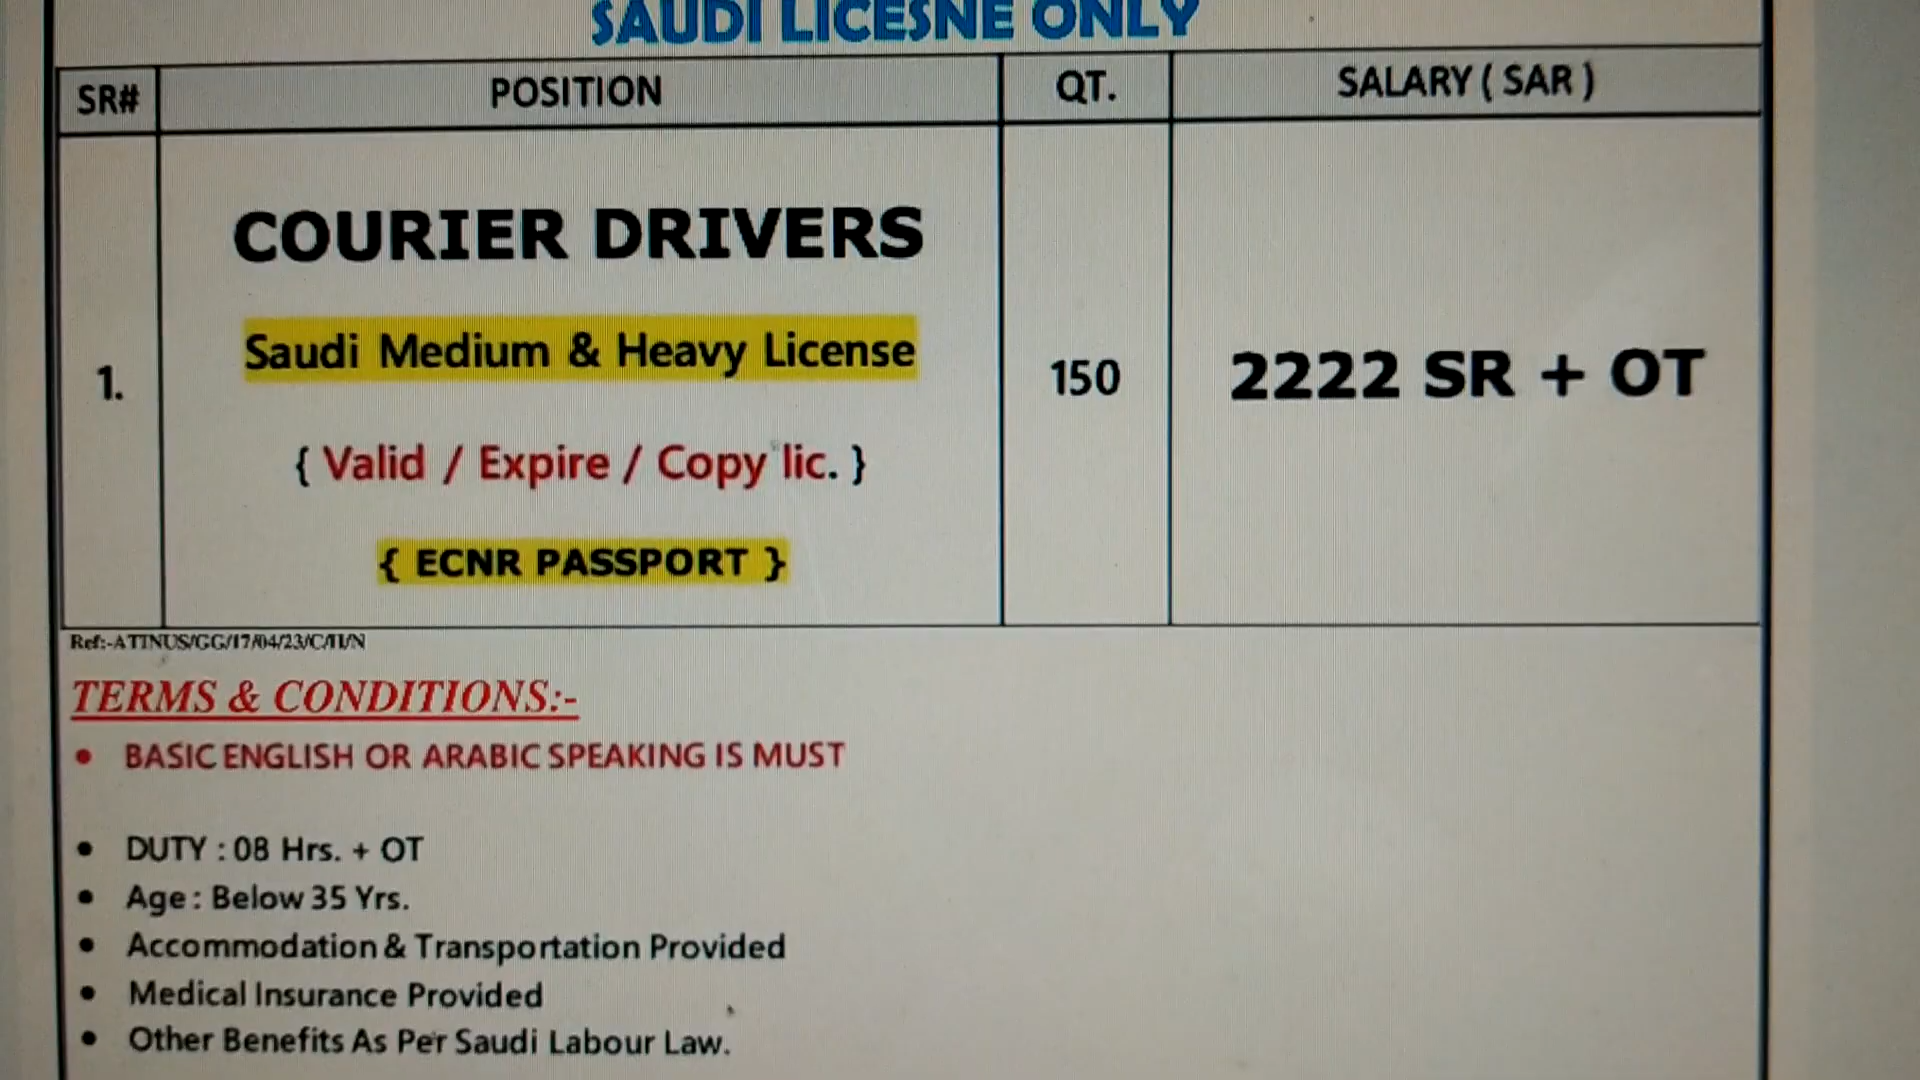 SAUDI LICESNE ONLY
SR# POSITION QT. SALARY ( SAR )
COURIER DRIVERS
Saudi Medium & Heavy License
1. 150 2222 SR + OT
{ Valid / Expire / Copy lic. }
{ ECNR PASSPORT }
Ref:-ATINUS/GG/17/04/23/C/II/N
TERMS & CONDITIONS:-
• BASIC ENGLISH OR ARABIC SPEAKING IS MUST
• DUTY : 08 Hrs. + OT
• Age : Below 35 Yrs.
• Accommodation & Transportation Provided
• Medical Insurance Provided
• Other Benefits As Per Saudi Labour Law.